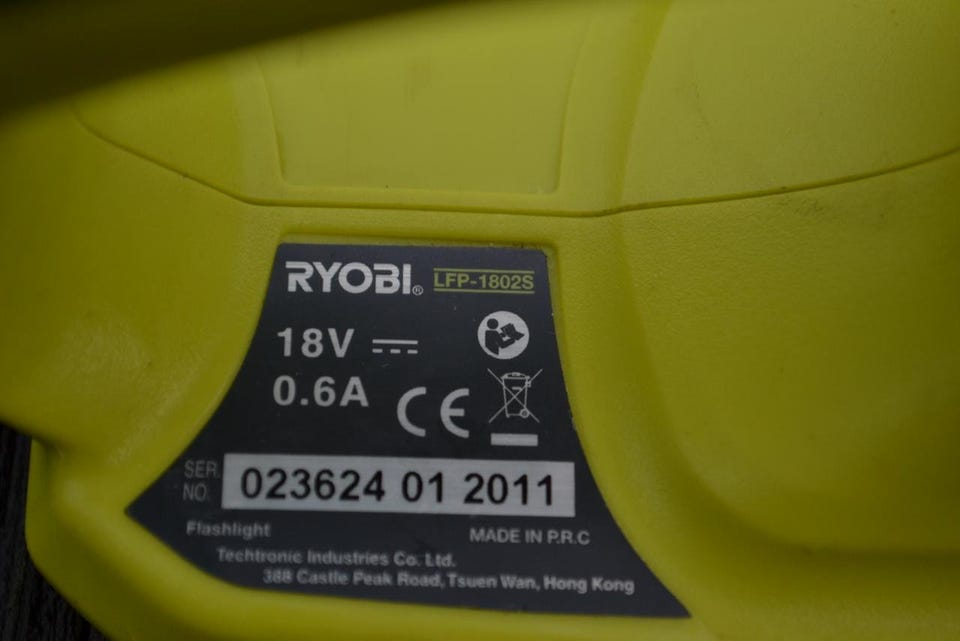 RYOBI® LFP-1802S
18V
0.6A
CE
SER. NO. 023624 01 2011
Flashlight MADE IN P.R.C
Techtronic Industries Co. Ltd.
388 Castle Peak Road, Tsuen Wan, Hong Kong